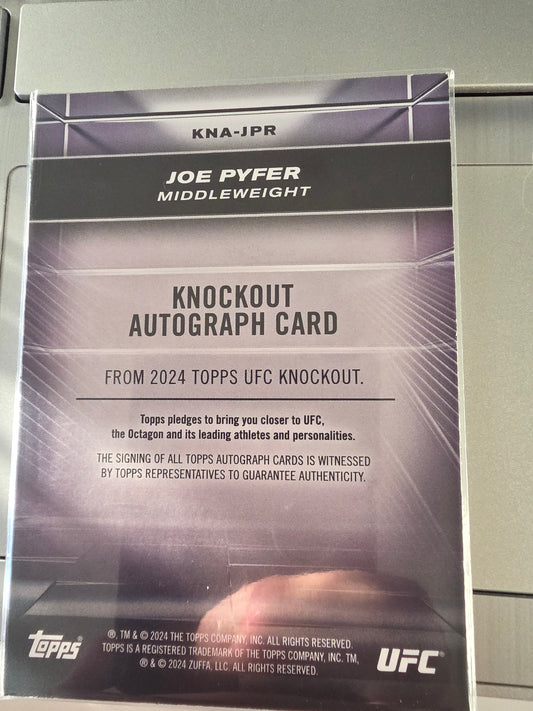 KNA-JPR
JOE PYFER
MIDDLEWEIGHT
KNOCKOUT
AUTOGRAPH CARD
FROM 2024 TOPPS UFC KNOCKOUT.
Topps pledges to bring you closer to UFC,
the Octagon and its leading athletes and personalities.
THE SIGNING OF ALL TOPPS AUTOGRAPH CARDS IS WITNESSED
BY TOPPS REPRESENTATIVES TO GUARANTEE AUTHENTICITY.
Topps®
®, TM & © 2024 THE TOPPS COMPANY, INC. ALL RIGHTS RESERVED.
TOPPS IS A REGISTERED TRADEMARK OF THE TOPPS COMPANY, INC. TM,
® & © 2024 ZUFFA, LLC. ALL RIGHTS RESERVED.
UFC®